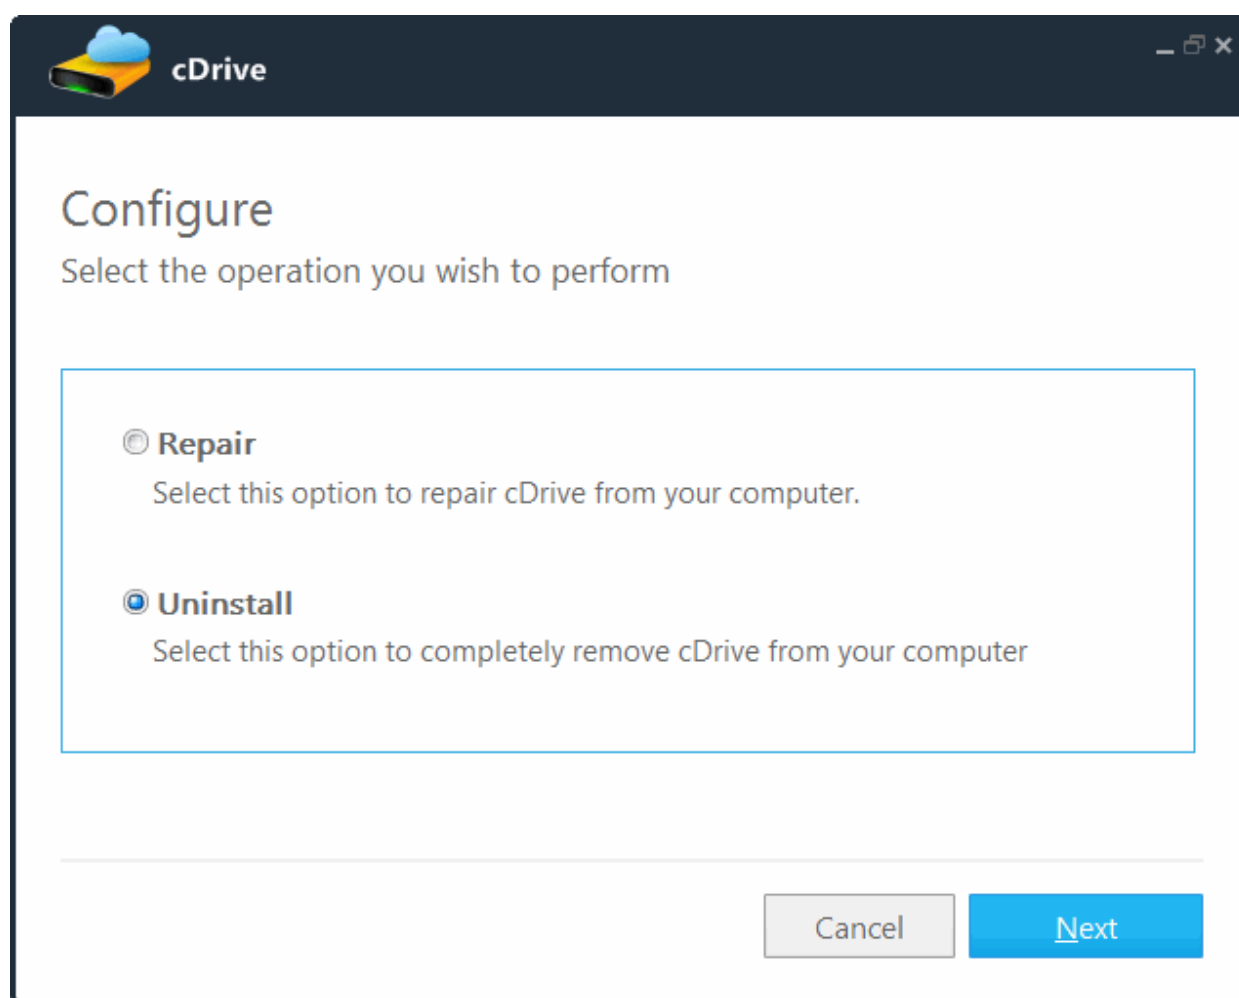 cDrive
Configure
Select the operation you wish to perform
Repair
Select this option to repair cDrive from your computer.
Uninstall
Select this option to completely remove cDrive from your computer
Cancel
Next